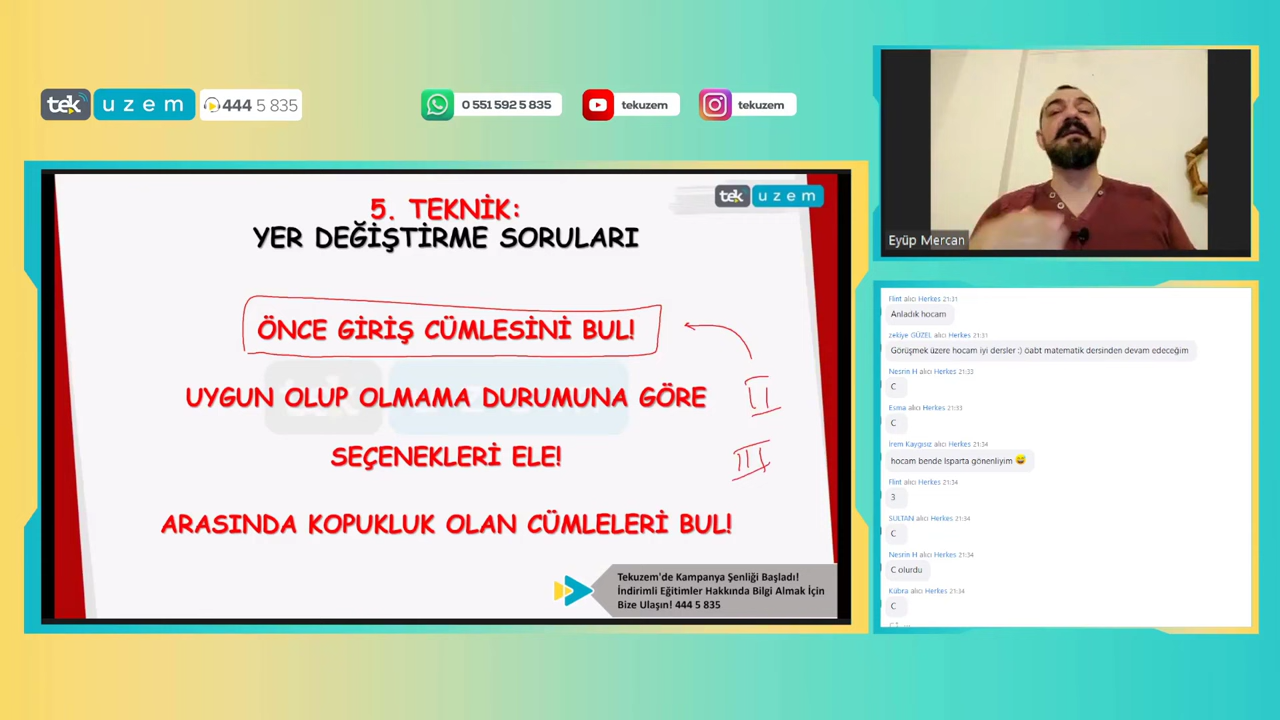 tek uzem 444 5 835
0 551 592 5 835
tekuzem
tekuzem
tek uzem
5. TEKNİK:
YER DEĞİŞTİRME SORULARI
ÖNCE GİRİŞ CÜMLESİNİ BUL!
UYGUN OLUP OLMAMA DURUMUNA GÖRE
II
SEÇENEKLERİ ELE!
III
ARASINDA KOPUKLUK OLAN CÜMLELERİ BUL!
Tekuzem'de Kampanya Şenliği Başladı!
İndirimli Eğitimler Hakkında Bilgi Almak İçin
Bize Ulaşın! 444 5 835
Eyüp Mercan
Flint alıcı Herkes 21:31
Anladık hocam
zekiye GÜZEL alıcı Herkes 21:31
Görüşmek üzere hocam iyi dersler :) öabt matematik dersinden devam edeceğim
Nesrin H alıcı Herkes 21:33
C
Esma alıcı Herkes 21:33
C
Irem Kaygısız alıcı Herkes 21:34
hocam bende Isparta gönenliyim 😅
Flint alıcı Herkes 21:34
3
SULTAN alıcı Herkes 21:34
C
Nesrin H alıcı Herkes 21:34
C olurdu
Kübra alıcı Herkes 21:34
C